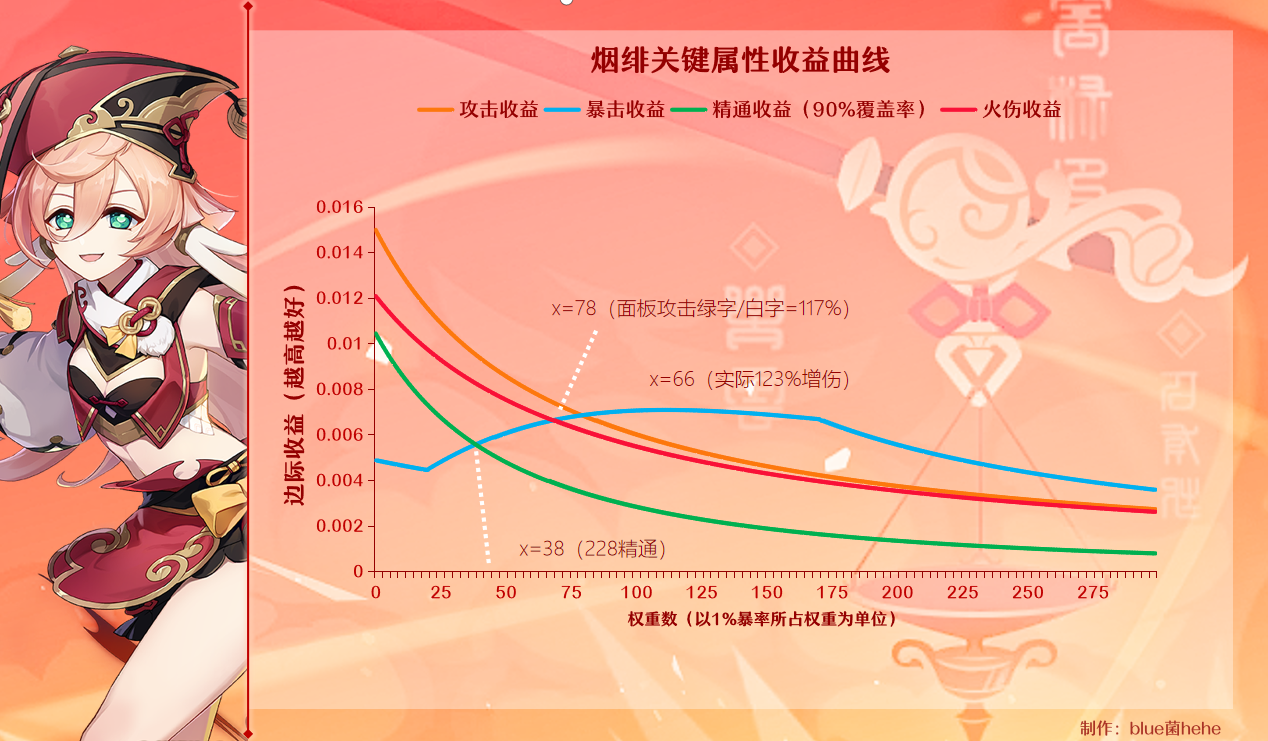 烟绯关键属性收益曲线
攻击收益 暴击收益 精通收益（90%覆盖率） 火伤收益
边际收益（越高越好）
0.016
0.014
0.012
0.01
0.008
0.006
0.004
0.002
0
x=78（面板攻击绿字/白字=117%）
x=66（实际123%增伤）
x=38（228精通）
0 25 50 75 100 125 150 175 200 225 250 275
权重数（以1%暴率所占权重为单位）
制作：blue菌hehe